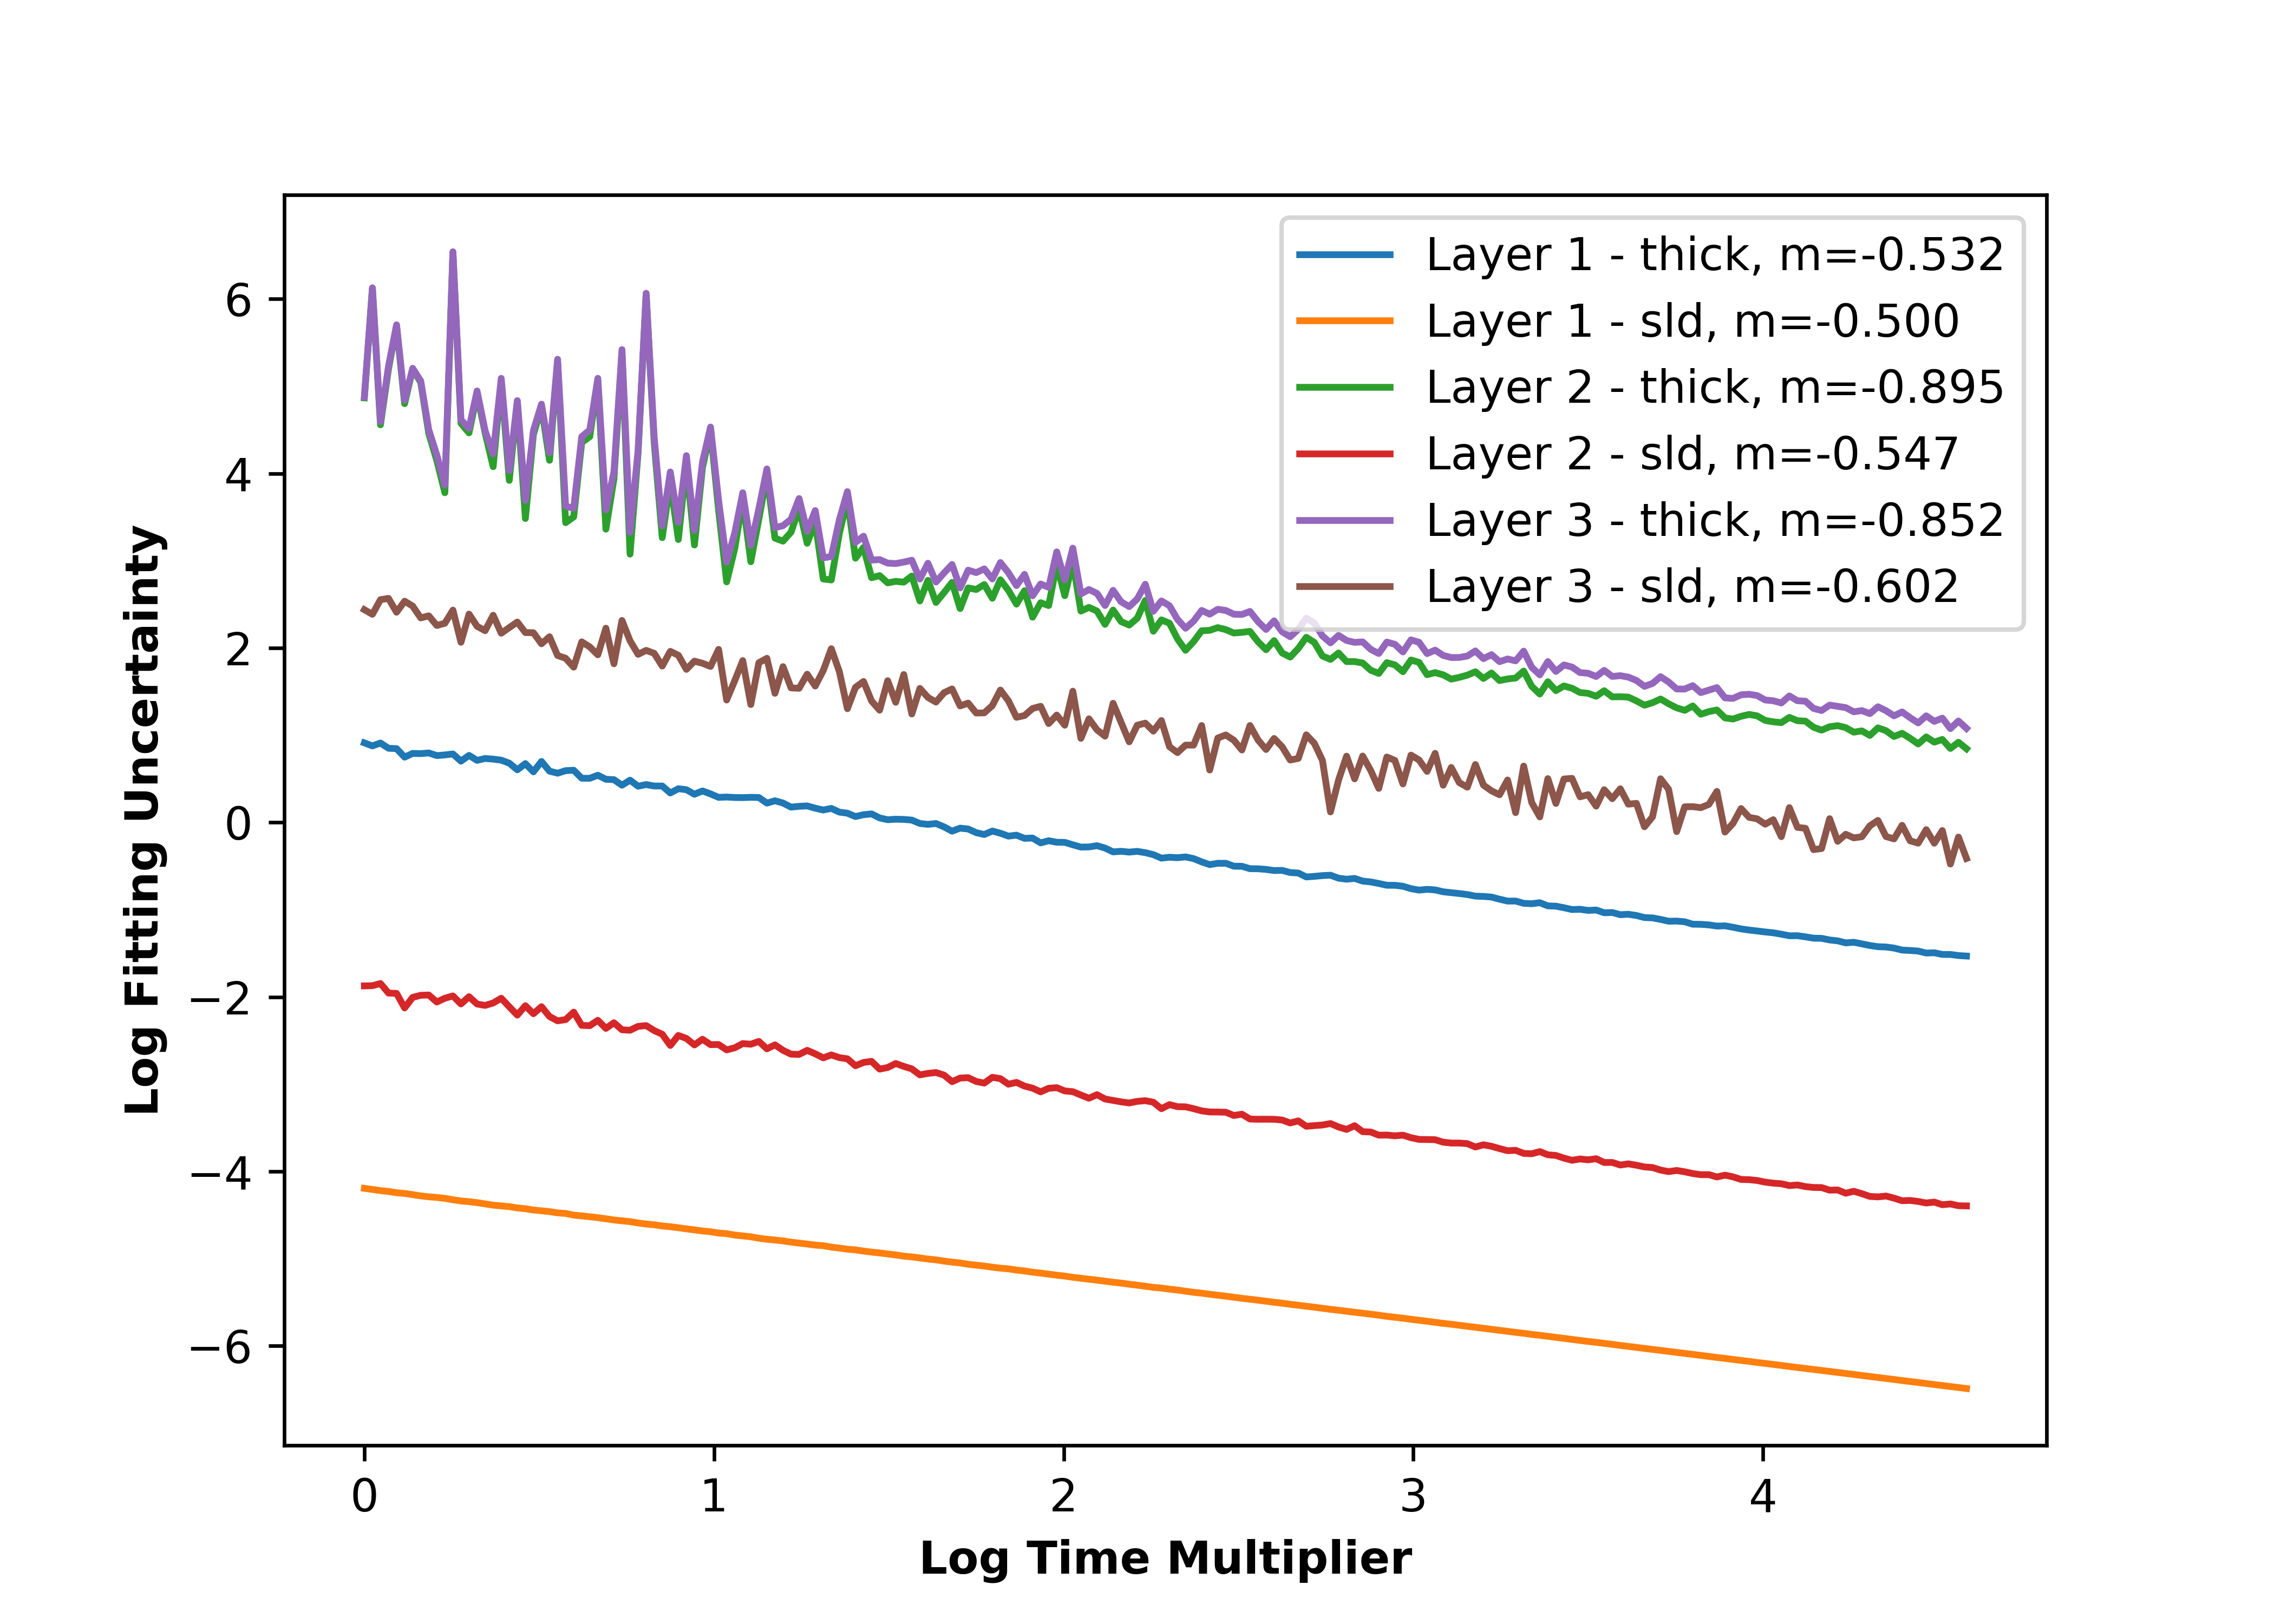 Layer 1 - thick, m=-0.532
Layer 1 - sld, m=-0.500
Layer 2 - thick, m=-0.895
Layer 2 - sld, m=-0.547
Layer 3 - thick, m=-0.852
Layer 3 - sld, m=-0.602
6
4
2
0
−2
−4
−6
Log Fitting Uncertainty
0 1 2 3 4
Log Time Multiplier